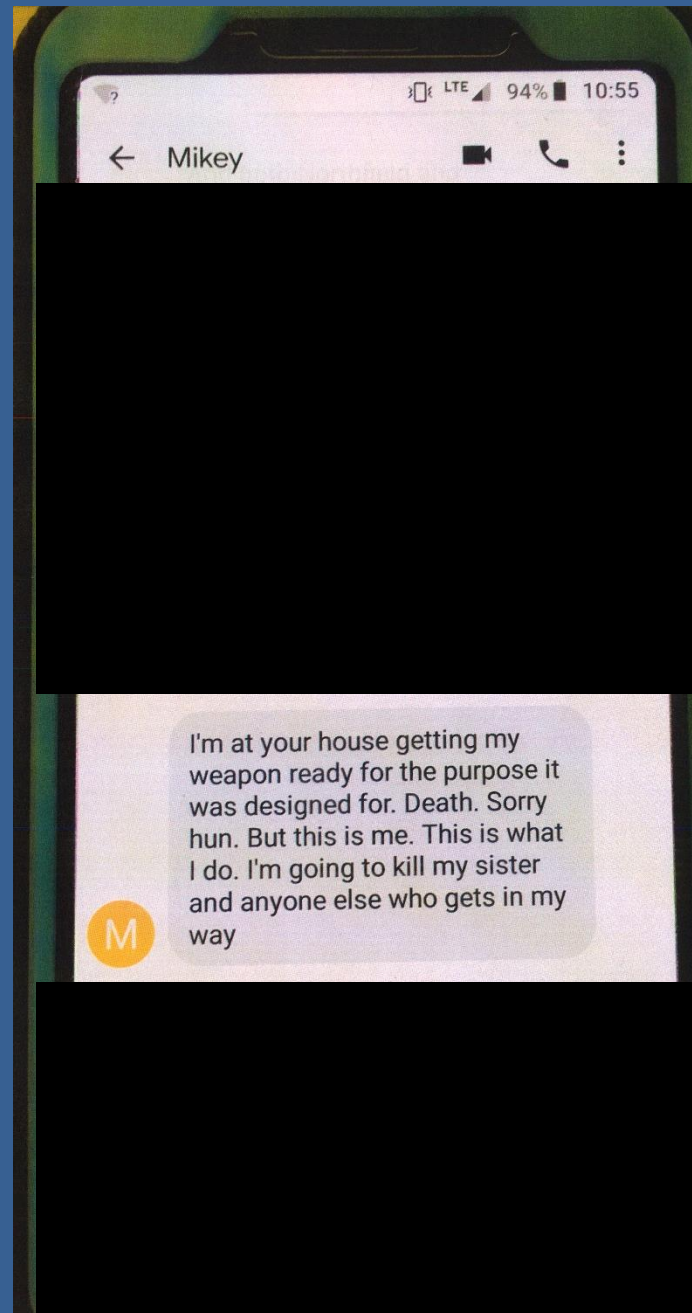 ? LTE 94% 10:55
Mikey
I'm at your house getting my
weapon ready for the purpose it
was designed for. Death. Sorry
hun. But this is me. This is what
I do. I'm going to kill my sister
and anyone else who gets in my
way
M